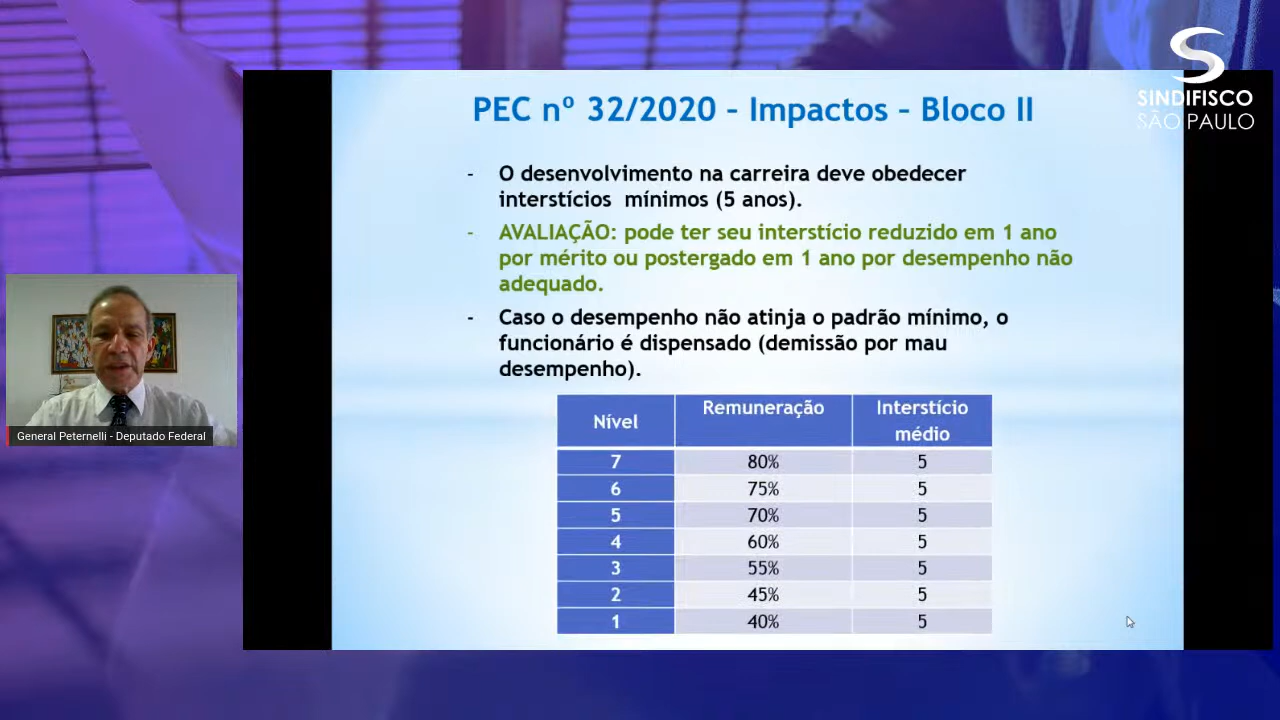 SINDIFISCO
SÃO PAULO
PEC nº 32/2020 – Impactos – Bloco II
- O desenvolvimento na carreira deve obedecer
interstícios mínimos (5 anos).
- AVALIAÇÃO: pode ter seu interstício reduzido em 1 ano
por mérito ou postergado em 1 ano por desempenho não
adequado.
- Caso o desempenho não atinja o padrão mínimo, o
funcionário é dispensado (demissão por mau
desempenho).
Nível Remuneração Interstício
médio
7 80% 5
6 75% 5
5 70% 5
4 60% 5
3 55% 5
2 45% 5
1 40% 5
General Peternelli - Deputado Federal